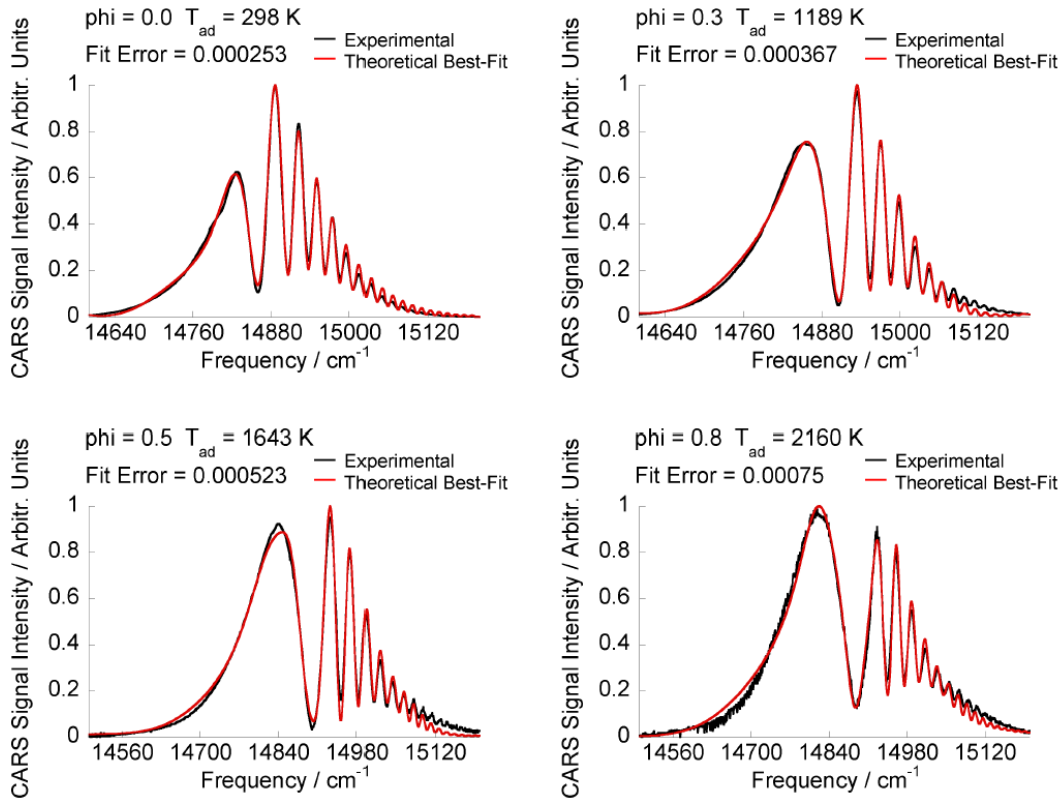 phi = 0.0 T_ad = 298 K
Fit Error = 0.000253
Experimental
Theoretical Best-Fit
CARS Signal Intensity / Arbitr. Units
1
0.8
0.6
0.4
0.2
0
14640 14760 14880 15000 15120
Frequency / cm⁻¹
phi = 0.3 T_ad = 1189 K
Fit Error = 0.000367
Experimental
Theoretical Best-Fit
CARS Signal Intensity / Arbitr. Units
1
0.8
0.6
0.4
0.2
0
14640 14760 14880 15000 15120
Frequency / cm⁻¹
phi = 0.5 T_ad = 1643 K
Fit Error = 0.000523
Experimental
Theoretical Best-Fit
CARS Signal Intensity / Arbitr. Units
1
0.8
0.6
0.4
0.2
0
14560 14700 14840 14980 15120
Frequency / cm⁻¹
phi = 0.8 T_ad = 2160 K
Fit Error = 0.00075
Experimental
Theoretical Best-Fit
CARS Signal Intensity / Arbitr. Units
1
0.8
0.6
0.4
0.2
0
14560 14700 14840 14980 15120
Frequency / cm⁻¹